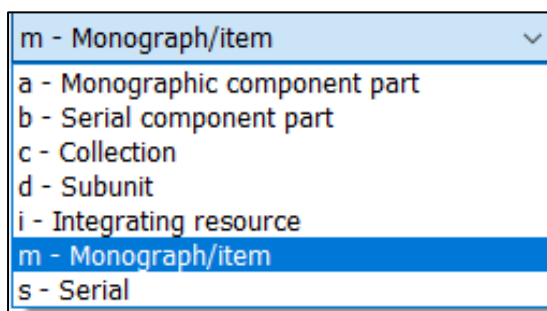 m - Monograph/item
a - Monographic component part
b - Serial component part
c - Collection
d - Subunit
i - Integrating resource
m - Monograph/item
s - Serial